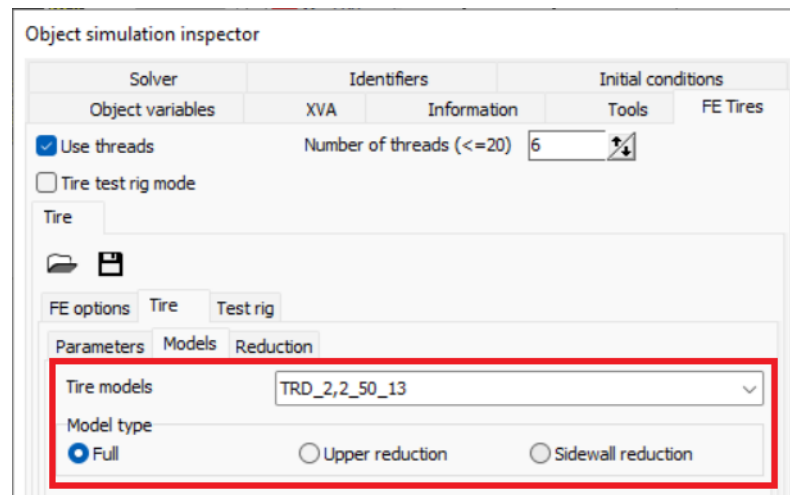 Object simulation inspector
Solver Identifiers Initial conditions
Object variables XVA Information Tools FE Tires
Use threads Number of threads (<=20) 6
Tire test rig mode
Tire
FE options Tire Test rig
Parameters Models Reduction
Tire models TRD_2,2_50_13
Model type
Full Upper reduction Sidewall reduction